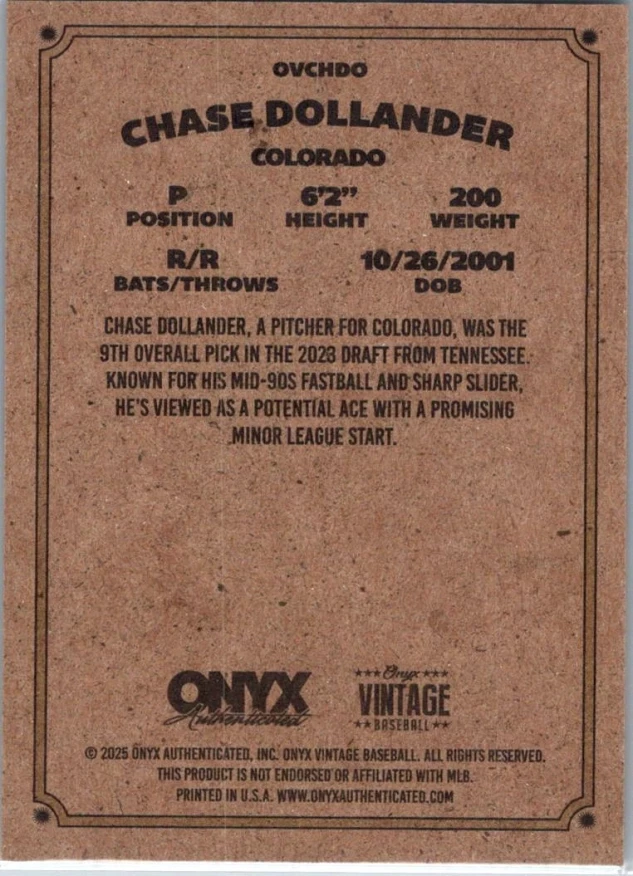 OVCHDO
CHASE DOLLANDER
COLORADO
P 6'2" 200
POSITION HEIGHT WEIGHT
R/R 10/26/2001
BATS/THROWS DOB
CHASE DOLLANDER, A PITCHER FOR COLORADO, WAS THE
9TH OVERALL PICK IN THE 2023 DRAFT FROM TENNESSEE.
KNOWN FOR HIS MID-90S FASTBALL AND SHARP SLIDER,
HE'S VIEWED AS A POTENTIAL ACE WITH A PROMISING
MINOR LEAGUE START.
ONYX
Authenticated
Onyx
VINTAGE
BASEBALL
© 2025 ONYX AUTHENTICATED, INC. ONYX VINTAGE BASEBALL. ALL RIGHTS RESERVED.
THIS PRODUCT IS NOT ENDORSED OR AFFILIATED WITH MLB.
PRINTED IN U.S.A. WWW.ONYXAUTHENTICATED.COM